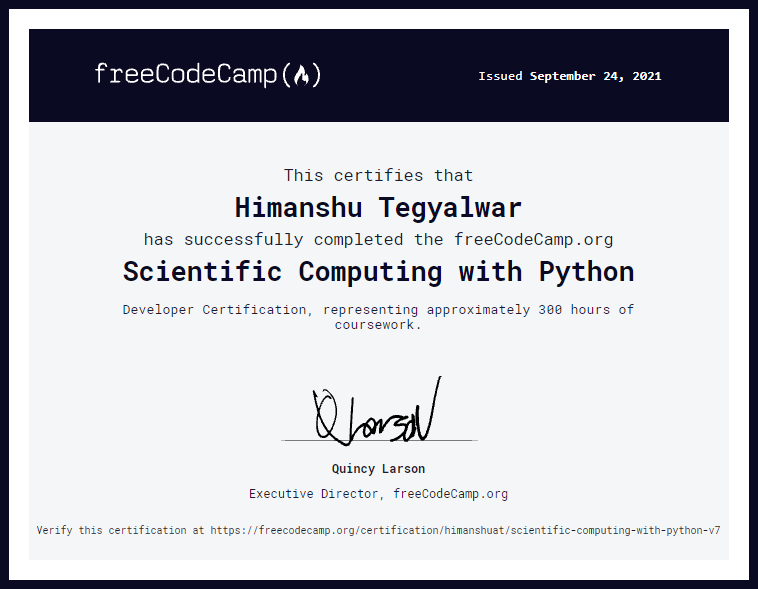 freeCodeCamp(🔥)
Issued September 24, 2021
This certifies that
Himanshu Tegyalwar
has successfully completed the freeCodeCamp.org
Scientific Computing with Python
Developer Certification, representing approximately 300 hours of
coursework.
QLarson
Quincy Larson
Executive Director, freeCodeCamp.org
Verify this certification at https://freecodecamp.org/certification/himanshuat/scientific-computing-with-python-v7